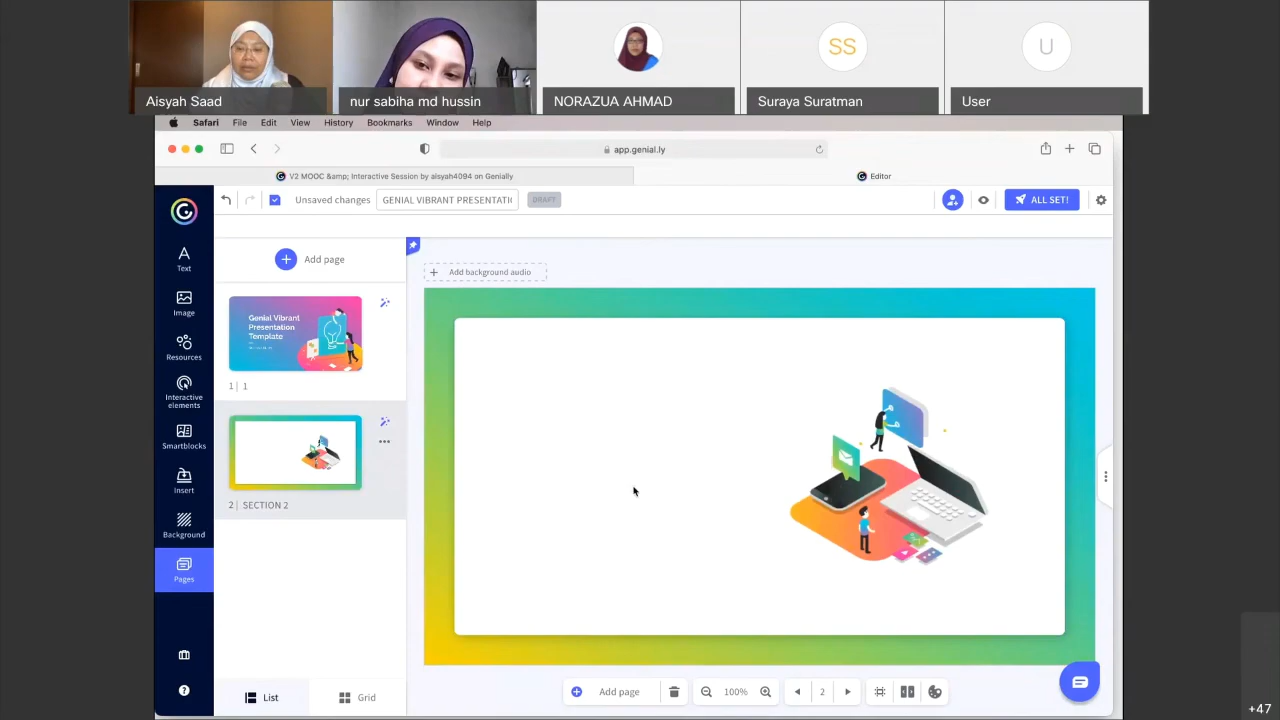 SS
U
Aisyah Saad
nur sabiha md hussin
NORAZUA AHMAD
Suraya Suratman
User
Safari File Edit View History Bookmarks Window Help
app.genial.ly
V2 MOOC &amp; Interactive Session by aisyah4094 on Genially
Editor
Unsaved changes
GENIAL VIBRANT PRESENTATI
DRAFT
ALL SET!
Text
Image
Resources
Interactive
elements
Smartblocks
Insert
Background
Pages
Add page
Genial Vibrant
Presentation
Template
1 | 1
2 | SECTION 2
List
Grid
+ Add background audio
Add page
100%
2
+47